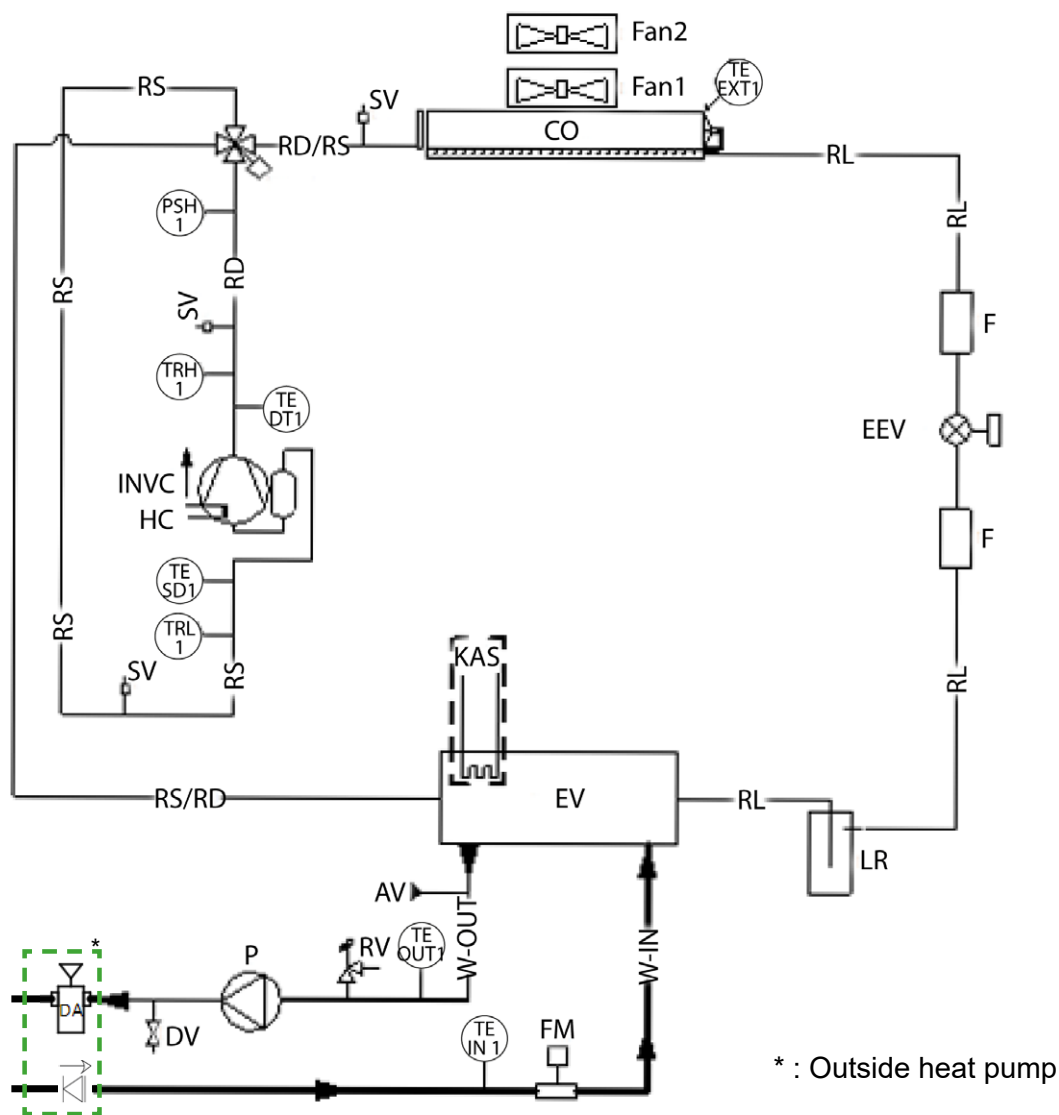 Fan2
Fan1
TE
EXT1
RS
SV
CO
RD/RS
RL
PSH
1
RL
RD
RS
SV
F
TRH
1
TE
DT1
EEV
INVC
HC
F
TE
SD1
TRL
1
RS
RS
SV
KAS
RL
RS/RD
EV
RL
LR
AV
W-OUT
W-IN
*
P
RV
TE
OUT1
DA
DV
TE
IN 1
FM
* : Outside heat pump